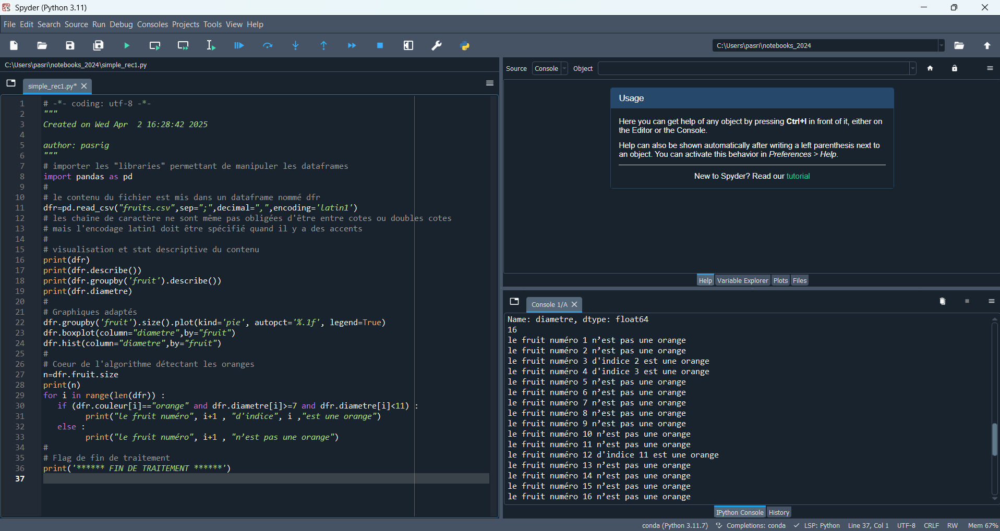 Spyder (Python 3.11)
File Edit Search Source Run Debug Consoles Projects Tools View Help
C:\Users\pasri\notebooks_2024
C:\Users\pasri\notebooks_2024\simple_rec1.py
simple_rec1.py*
1 # -*- coding: utf-8 -*-
2 """
3 Created on Wed Apr  2 16:28:42 2025
4
5 author: pasrig
6 """
7 # importer les "libraries" permettant de manipuler les dataframes
8 import pandas as pd
9 #
10 # le contenu du fichier est mis dans un dataframe nommé dfr
11 dfr=pd.read_csv("fruits.csv",sep=";",decimal=",",encoding='latin1')
12 # les chaîne de caractère ne sont même pas obligées d'être entre cotes ou doubles cotes
13 # mais l'encodage latin1 doit être spécifié quand il y a des accents
14 #
15 # visualisation et stat descriptive du contenu
16 print(dfr)
17 print(dfr.describe())
18 print(dfr.groupby('fruit').describe())
19 print(dfr.diametre)
20 #
21 # Graphiques adaptés
22 dfr.groupby('fruit').size().plot(kind='pie', autopct='%.1f', legend=True)
23 dfr.boxplot(column="diametre",by="fruit")
24 dfr.hist(column="diametre",by="fruit")
25 #
26 # Coeur de l'algorithme détectant les oranges
27 n=dfr.fruit.size
28 print(n)
29 for i in range(len(dfr)) :
30    if (dfr.couleur[i]=="orange" and dfr.diametre[i]>=7 and dfr.diametre[i]<11) :
31          print("le fruit numéro", i+1 , "d'indice", i ,"est une orange")
32    else :
33          print("le fruit numéro", i+1 , "n’est pas une orange")
34 #
35 # Flag de fin de traitement
36 print('****** FIN DE TRAITEMENT ******')
37
Source Console Object
Usage
Here you can get help of any object by pressing Ctrl+I in front of it, either on
the Editor or the Console.
Help can also be shown automatically after writing a left parenthesis next to
an object. You can activate this behavior in Preferences > Help.
New to Spyder? Read our tutorial
Help Variable Explorer Plots Files
Console 1/A
Name: diametre, dtype: float64
16
le fruit numéro 1 n’est pas une orange
le fruit numéro 2 n’est pas une orange
le fruit numéro 3 d'indice 2 est une orange
le fruit numéro 4 d'indice 3 est une orange
le fruit numéro 5 n’est pas une orange
le fruit numéro 6 n’est pas une orange
le fruit numéro 7 n’est pas une orange
le fruit numéro 8 n’est pas une orange
le fruit numéro 9 n’est pas une orange
le fruit numéro 10 n’est pas une orange
le fruit numéro 11 n’est pas une orange
le fruit numéro 12 d'indice 11 est une orange
le fruit numéro 13 n’est pas une orange
le fruit numéro 14 n’est pas une orange
le fruit numéro 15 n’est pas une orange
le fruit numéro 16 n’est pas une orange
IPython Console History
conda (Python 3.11.7) Completions: conda LSP: Python Line 37, Col 1 UTF-8 CRLF RW Mem 67%